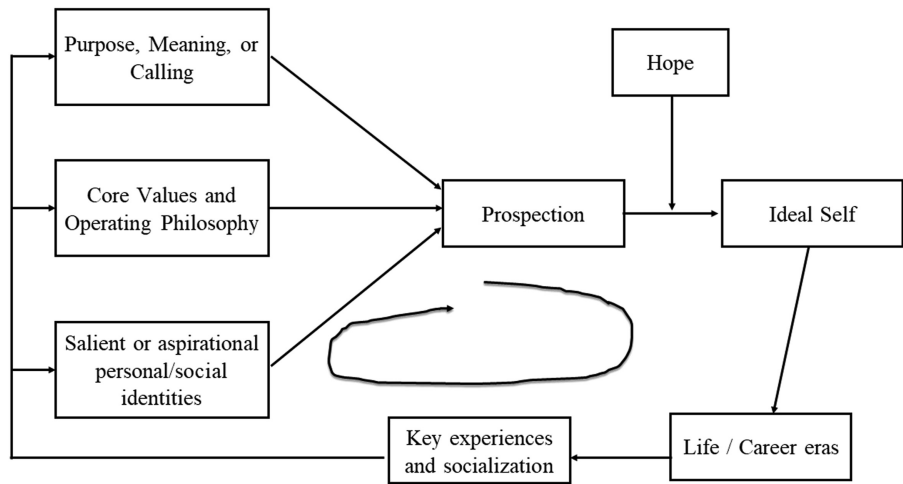 Purpose, Meaning, or
Calling
Hope
Core Values and
Operating Philosophy
Prospection
Ideal Self
Salient or aspirational
personal/social
identities
Key experiences
and socialization
Life / Career eras